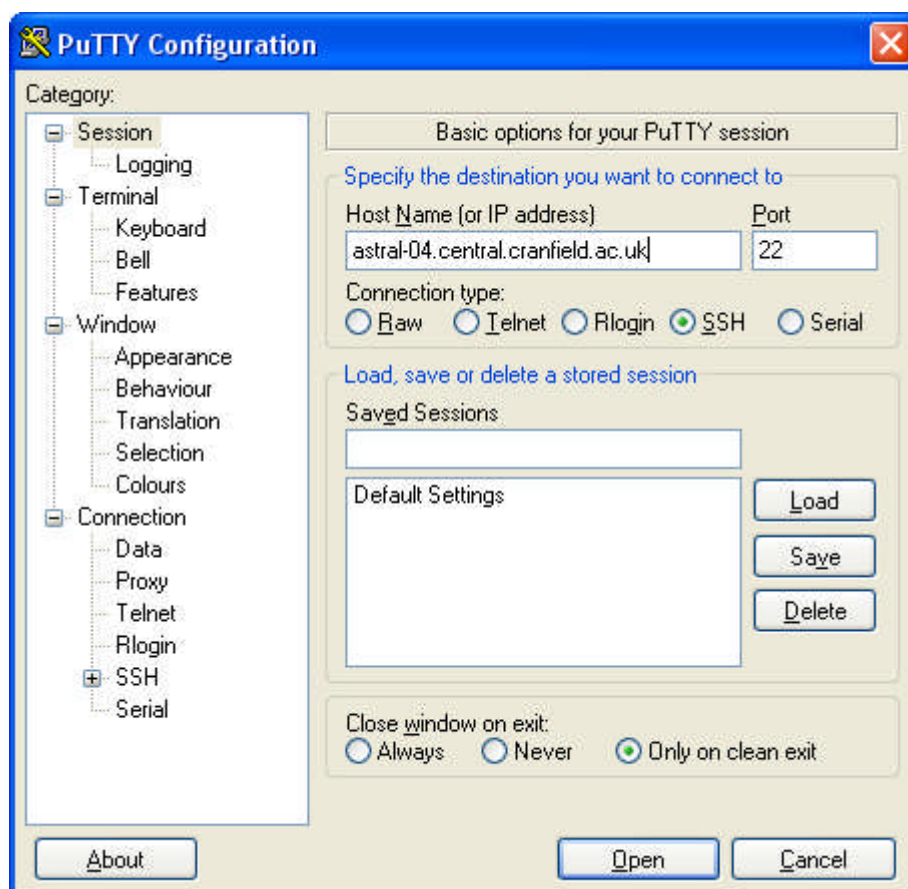 PuTTY Configuration
Category:
Session
Logging
Terminal
Keyboard
Bell
Features
Window
Appearance
Behaviour
Translation
Selection
Colours
Connection
Data
Proxy
Telnet
Rlogin
SSH
Serial
Basic options for your PuTTY session
Specify the destination you want to connect to
Host Name (or IP address) Port
astral-04.central.cranfield.ac.uk 22
Connection type:
Raw Telnet Rlogin SSH Serial
Load, save or delete a stored session
Saved Sessions
Default Settings
Load
Save
Delete
Close window on exit:
Always Never Only on clean exit
About Open Cancel